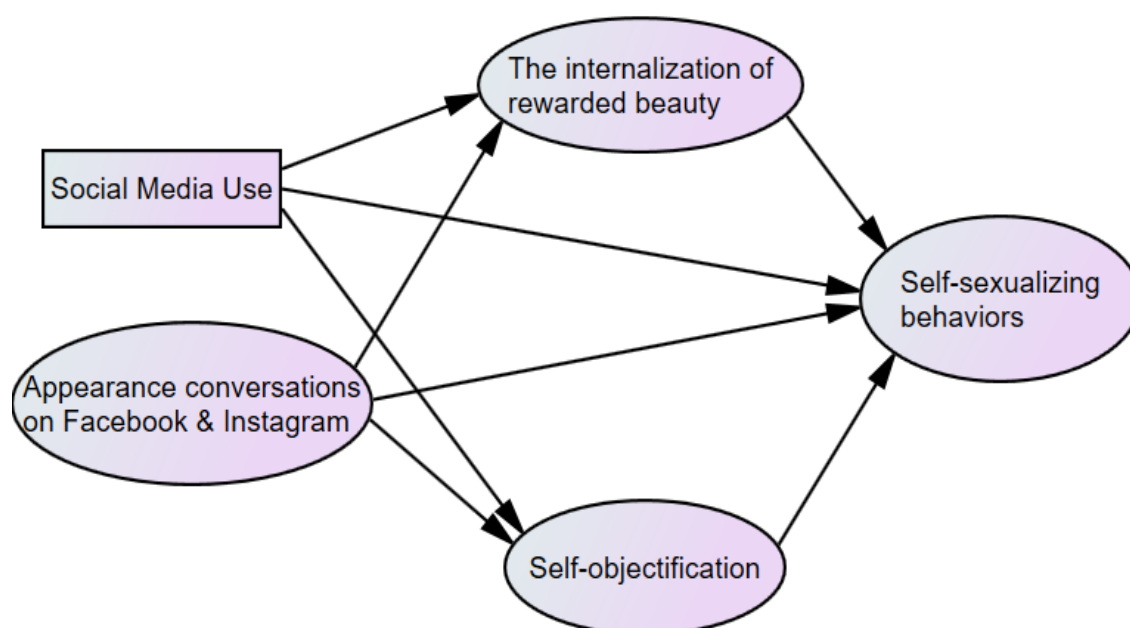 The internalization of
rewarded beauty
Social Media Use
Self-sexualizing
behaviors
Appearance conversations
on Facebook & Instagram
Self-objectification